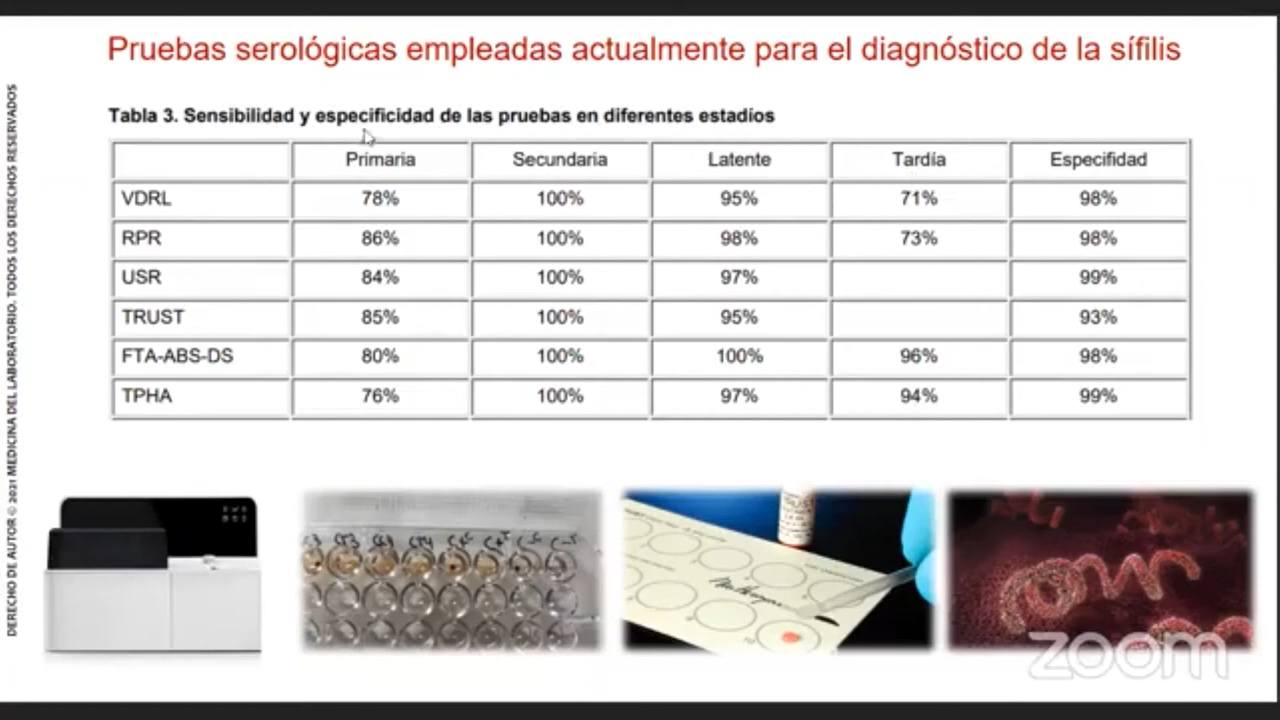 Pruebas serológicas empleadas actualmente para el diagnóstico de la sífilis
Tabla 3. Sensibilidad y especificidad de las pruebas en diferentes estadíos
Primaria Secundaria Latente Tardía Especifidad
VDRL 78% 100% 95% 71% 98%
RPR 86% 100% 98% 73% 98%
USR 84% 100% 97% 99%
TRUST 85% 100% 95% 93%
FTA-ABS-DS 80% 100% 100% 96% 98%
TPHA 76% 100% 97% 94% 99%
DERECHO DE AUTOR © 2021 MEDICINA DEL LABORATORIO. TODOS LOS DERECHOS RESERVADOS
zoom